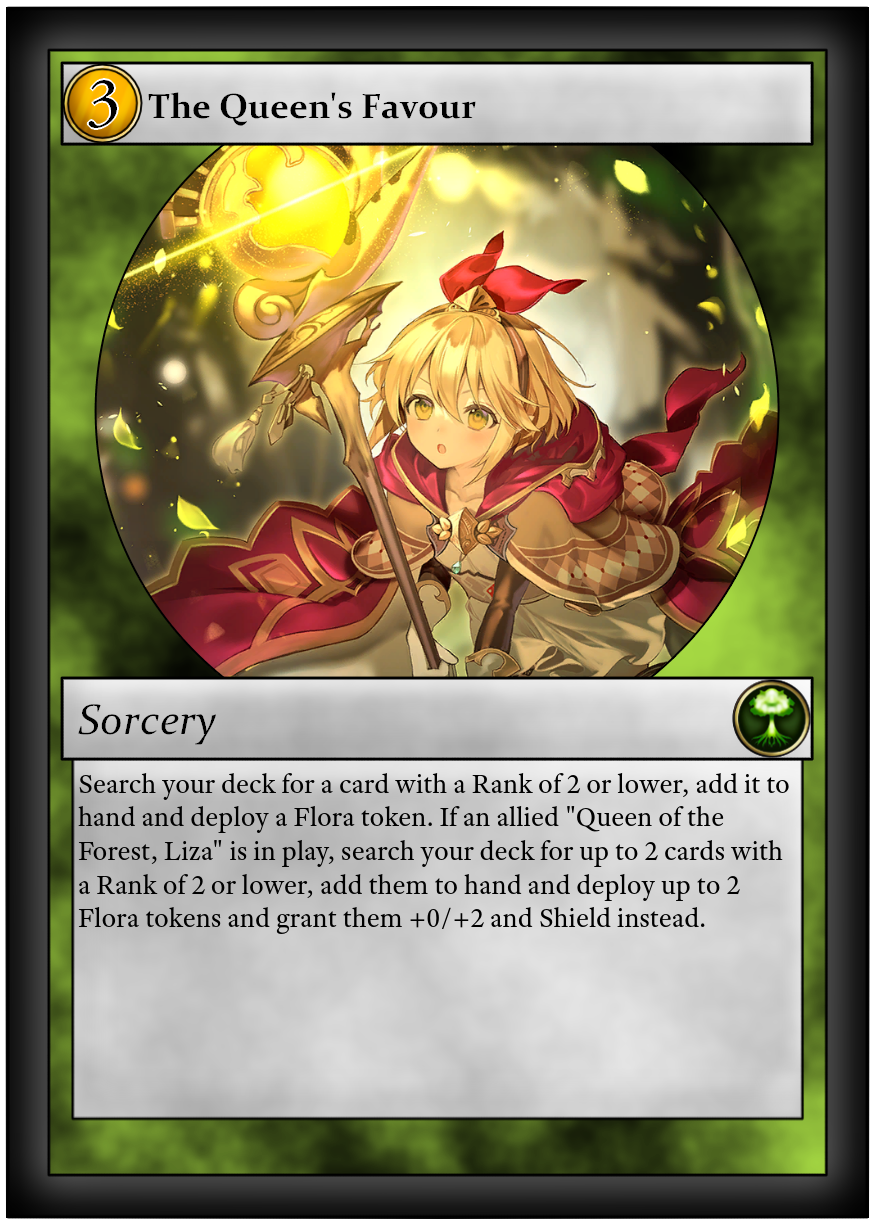 3 The Queen's Favour
Sorcery
Search your deck for a card with a Rank of 2 or lower, add it to
hand and deploy a Flora token. If an allied "Queen of the
Forest, Liza" is in play, search your deck for up to 2 cards with
a Rank of 2 or lower, add them to hand and deploy up to 2
Flora tokens and grant them +0/+2 and Shield instead.